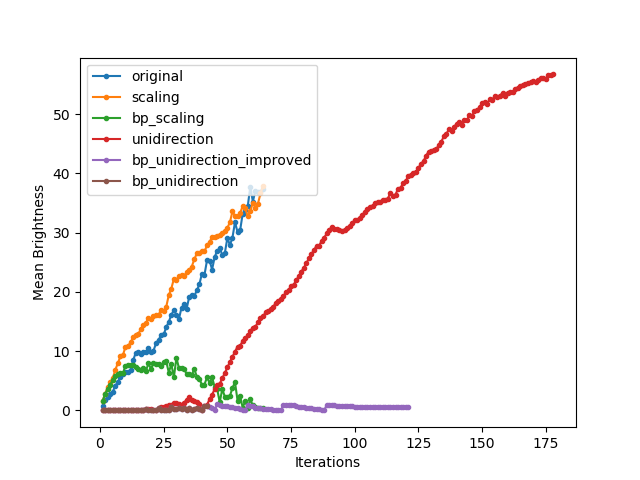 original
scaling
bp_scaling
unidirection
bp_unidirection_improved
bp_unidirection
50
40
30
20
10
0
Mean Brightness
0 25 50 75 100 125 150 175
Iterations